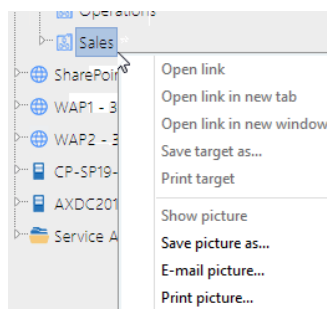 Operations
Sales
SharePoin
WAP1 - 3
WAP2 - 3
CP-SP19-
AXDC201
Service A
Open link
Open link in new tab
Open link in new window
Save target as...
Print target
Show picture
Save picture as...
E-mail picture...
Print picture...